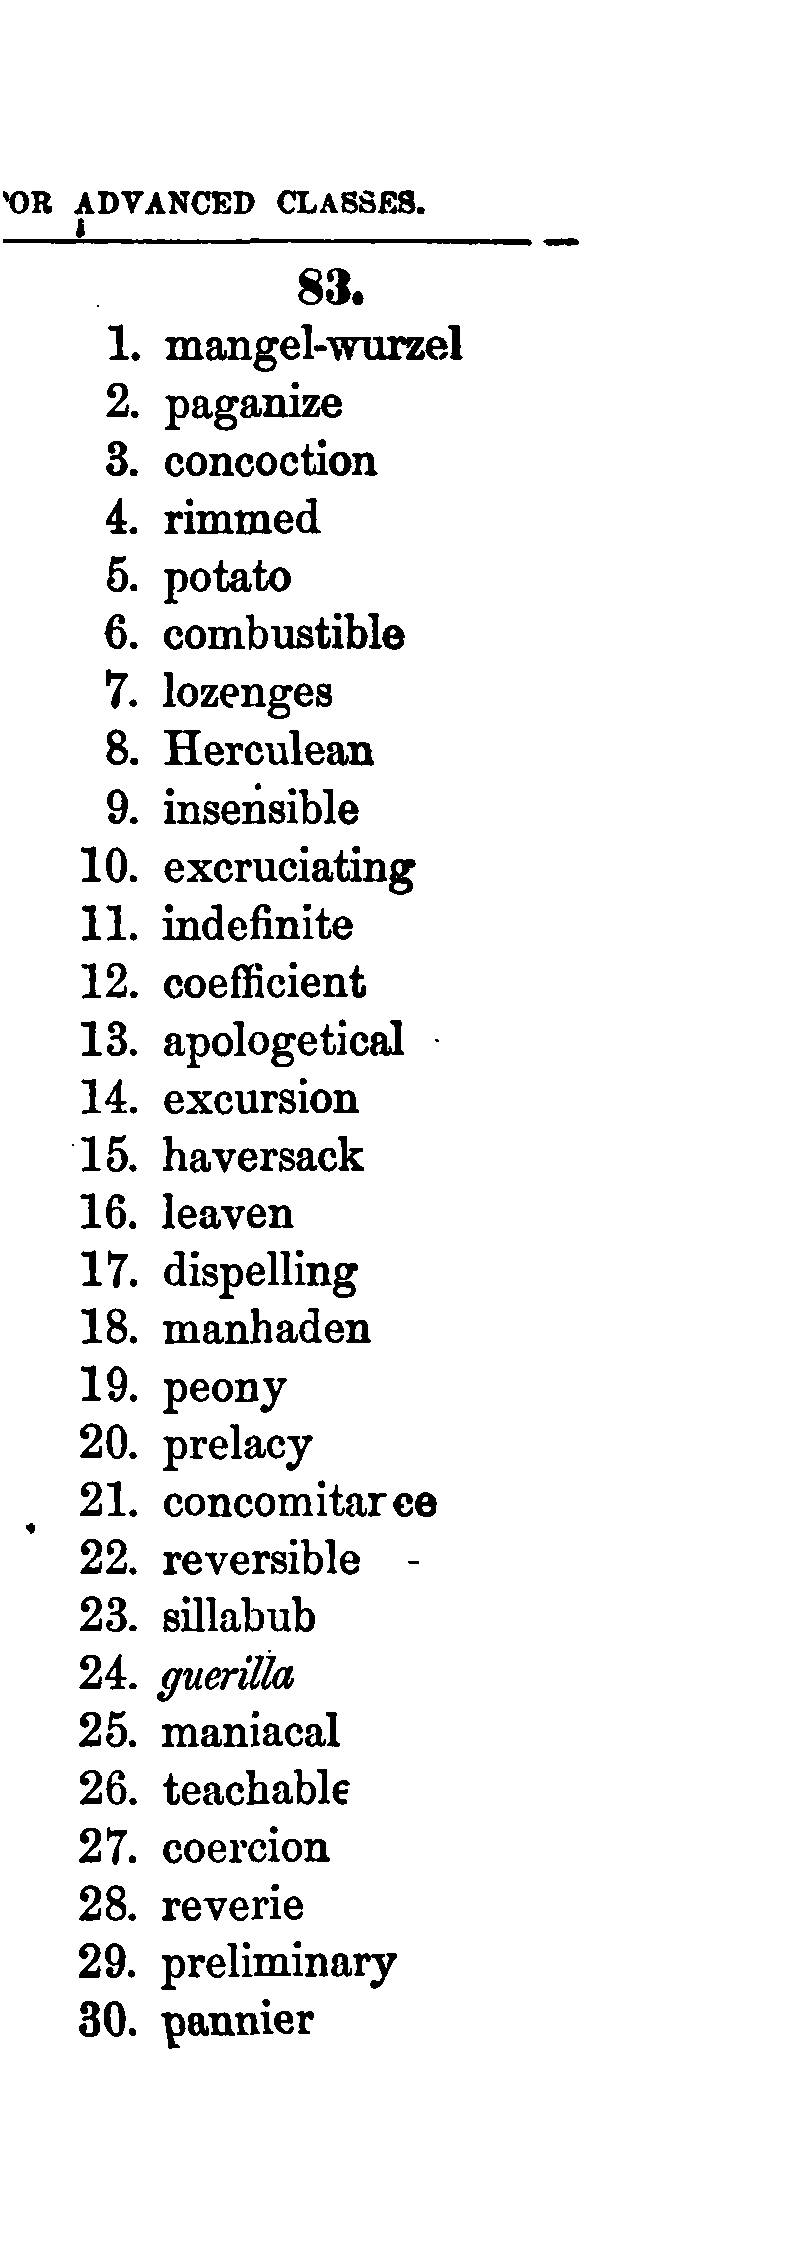 'OR ADVANCED CLASSES.
83.
1. mangel-wurzel
2. paganize
3. concoction
4. rimmed
5. potato
6. combustible
7. lozenges
8. Herculean
9. insensible
10. excruciating
11. indefinite
12. coefficient
13. apologetical
14. excursion
15. haversack
16. leaven
17. dispelling
18. manhaden
19. peony
20. prelacy
21. concomitance
22. reversible
23. sillabub
24. guerilla
25. maniacal
26. teachable
27. coercion
28. reverie
29. preliminary
30. pannier